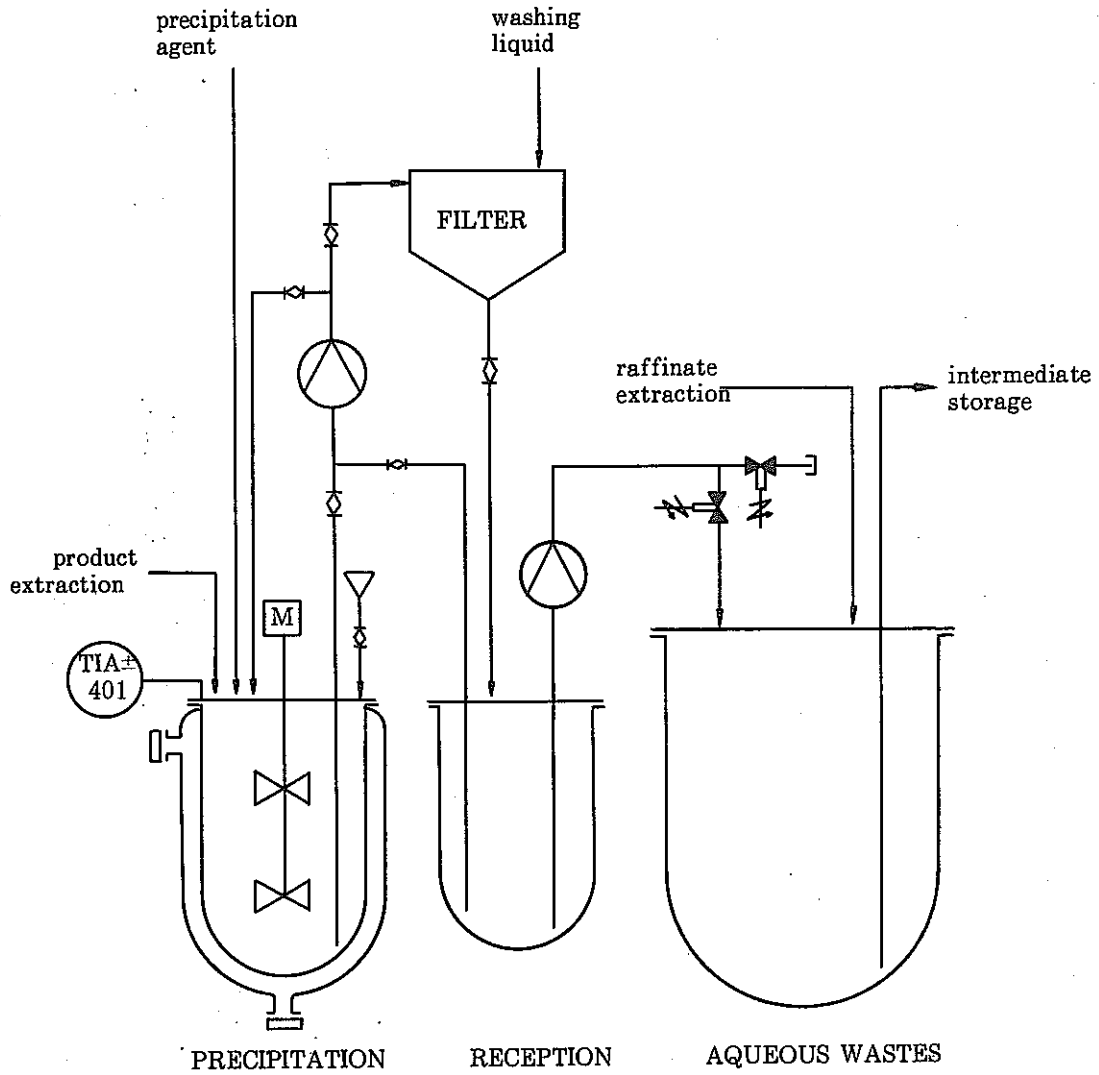 precipitation
agent
washing
liquid
FILTER
raffinate
extraction
intermediate
storage
product
extraction
M
TIA±
401
PRECIPITATION
RECEPTION
AQUEOUS WASTES